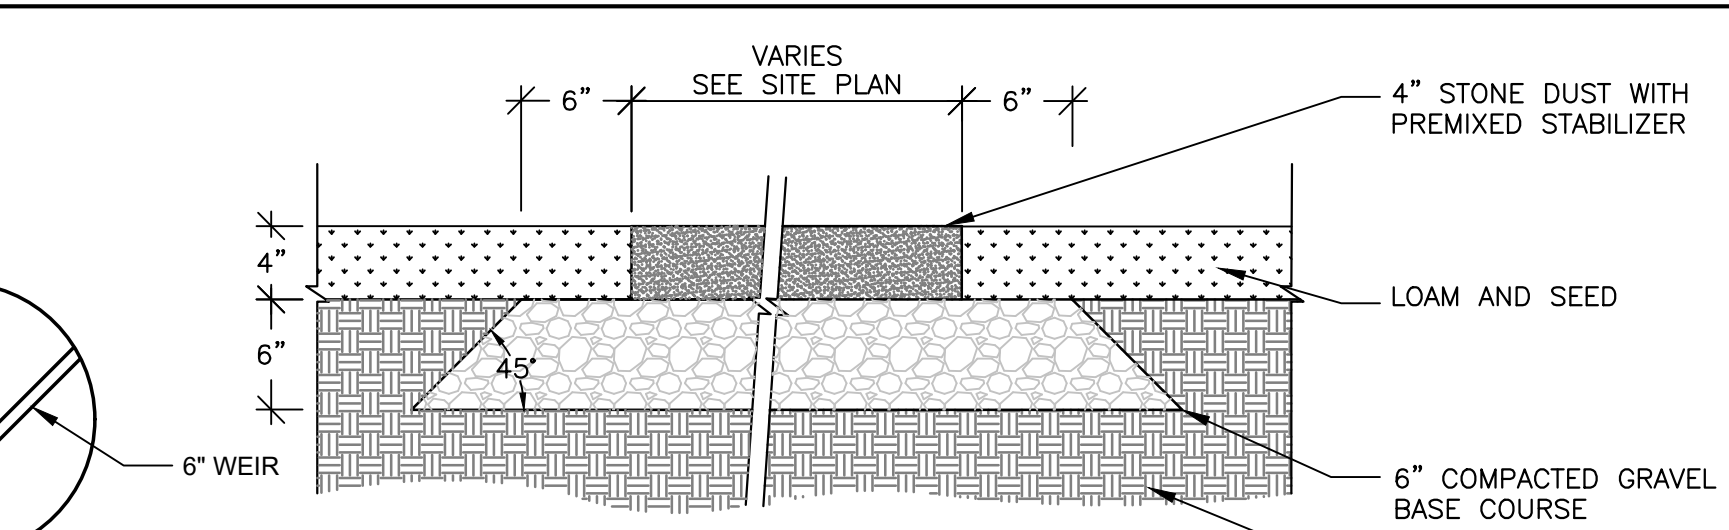 VARIES
SEE SITE PLAN
6”
6”
4” STONE DUST WITH
PREMIXED STABILIZER
4”
LOAM AND SEED
6”
45°
6" WEIR
6” COMPACTED GRAVEL
BASE COURSE